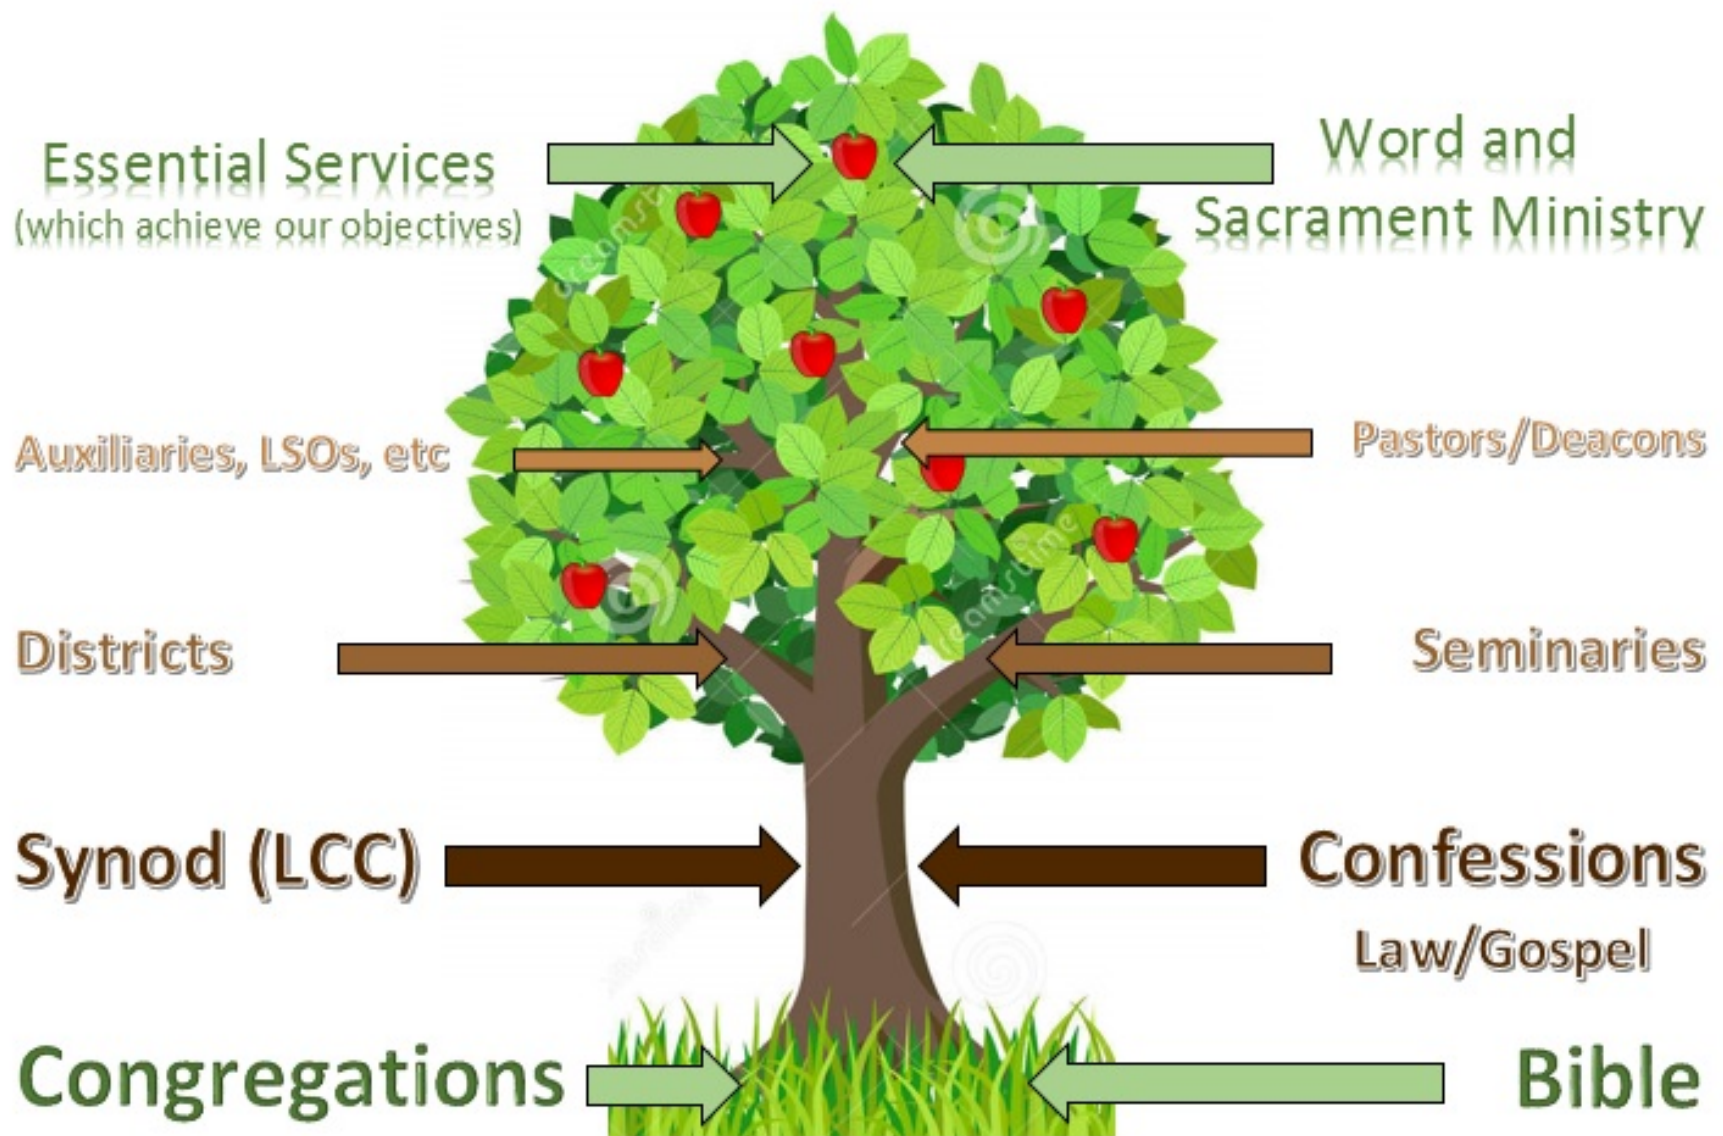 Essential Services
(which achieve our objectives)
Word and
Sacrament Ministry
Auxiliaries, LSOs, etc
Pastors/Deacons
Districts
Seminaries
Synod (LCC)
Confessions
Law/Gospel
Congregations
Bible